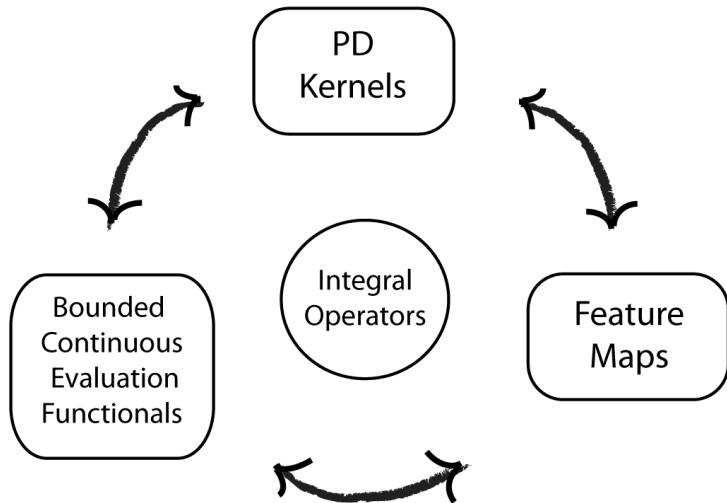 PD
Kernels
Integral
Operators
Bounded
Continuous
Evaluation
Functionals
Feature
Maps